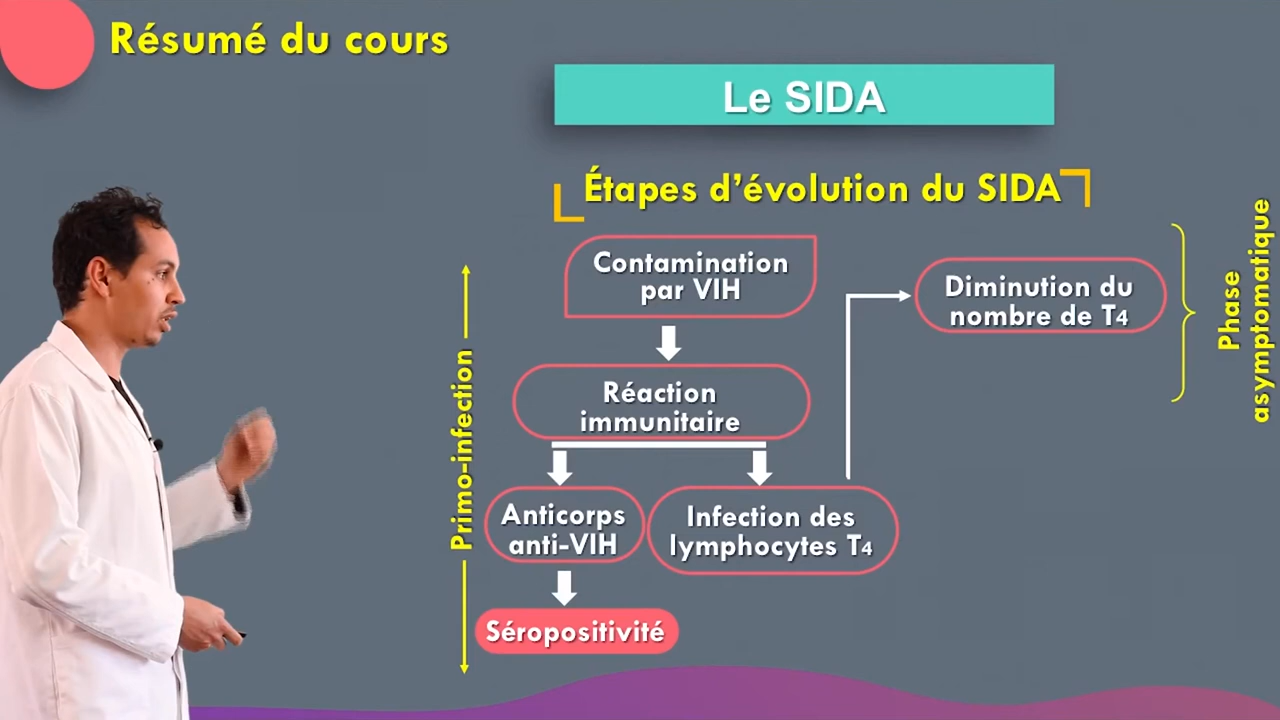 Résumé du cours
Le SIDA
Étapes d'évolution du SIDA
Primo-infection
Contamination
par VIH
Réaction
immunitaire
Anticorps
anti-VIH
Infection des
lymphocytes T4
Séropositivité
Diminution du
nombre de T4
Phase
asymptomatique